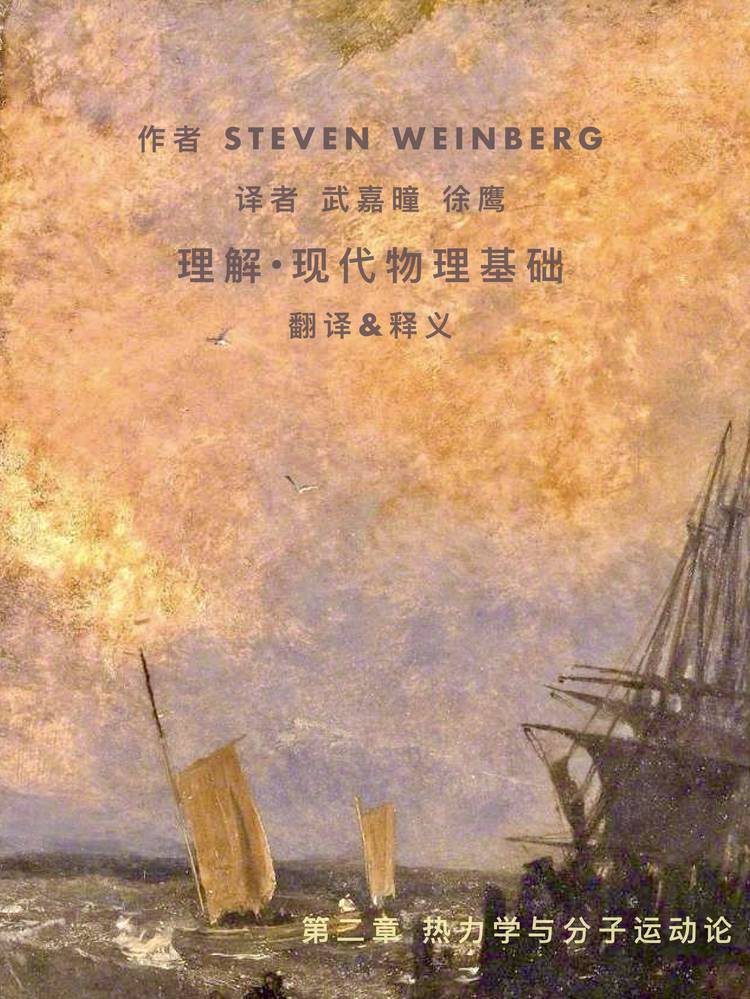 作者 STEVEN WEINBERG
译者 武嘉曈 徐鹰
理解·现代物理基础
翻译&释义
第二章 热力学与分子运动论